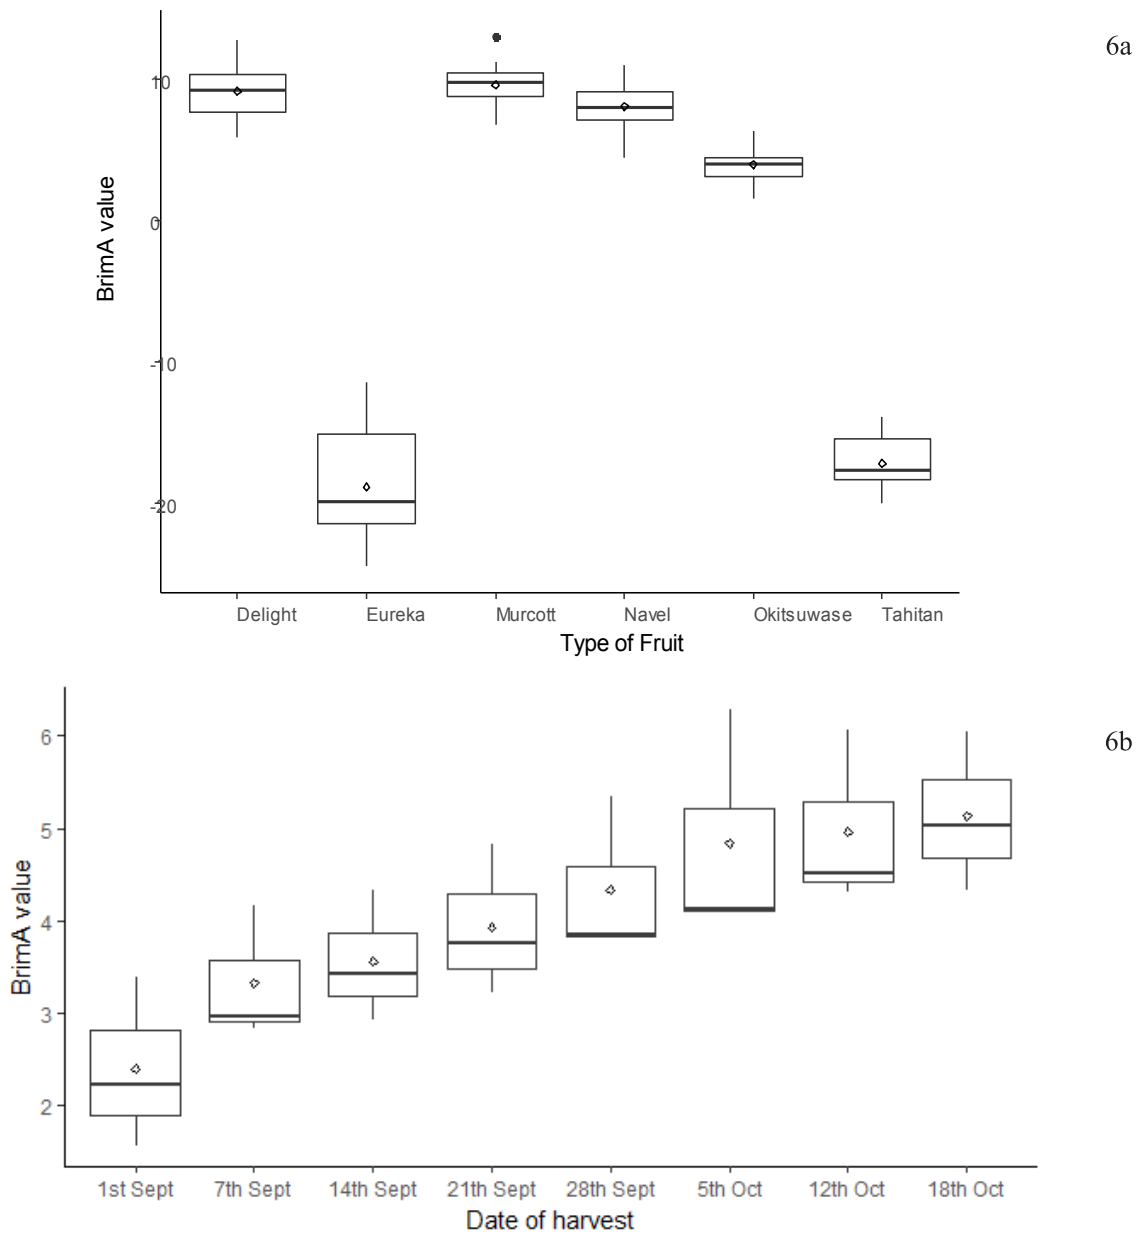 6a
10
0
-10
-20
BrimA value
Delight Eureka Murcott Navel Okitsuwase Tahitan
Type of Fruit
6b
6
5
4
3
2
BrimA value
1st Sept 7th Sept 14th Sept 21th Sept 28th Sept 5th Oct 12th Oct 18th Oct
Date of harvest